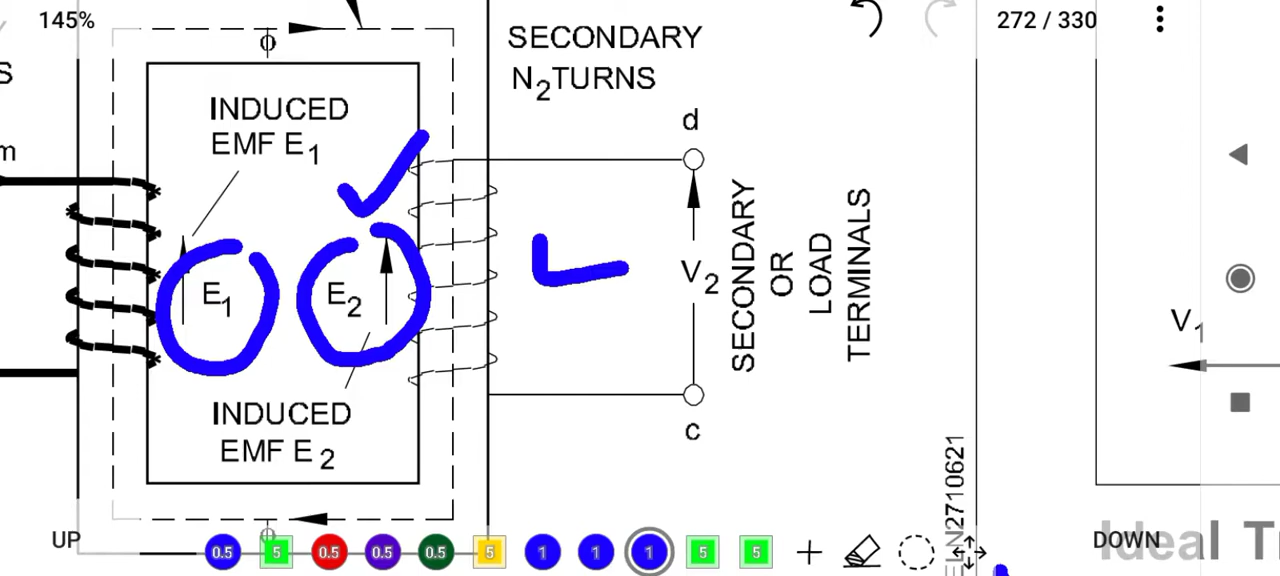 145%
272 / 330
S
m
SECONDARY
N2TURNS
ϕ
INDUCED
EMF E1
d
E1
E2
V2
SECONDARY
OR
LOAD
TERMINALS
V1
INDUCED
EMF E2
c
EN2710621
UP
DOWN
Ideal Tr
0.5
5
0.5
0.5
0.5
5
1
1
1
5
5